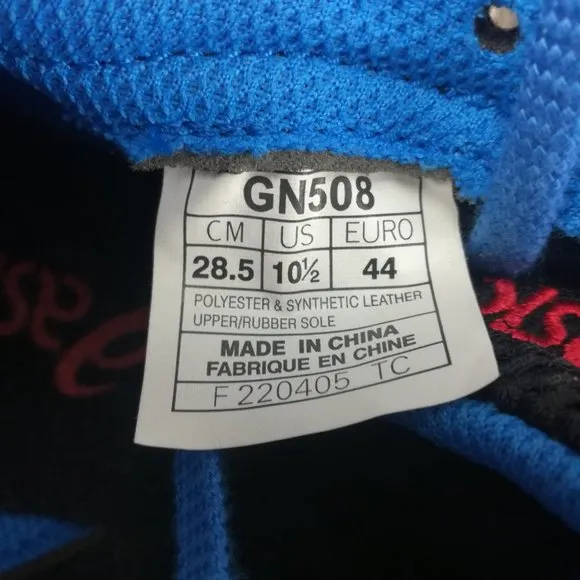 GN508
CM US EURO
28.5 10½ 44
POLYESTER & SYNTHETIC LEATHER
UPPER/RUBBER SOLE
MADE IN CHINA
FABRIQUE EN CHINE
F 220405 TC